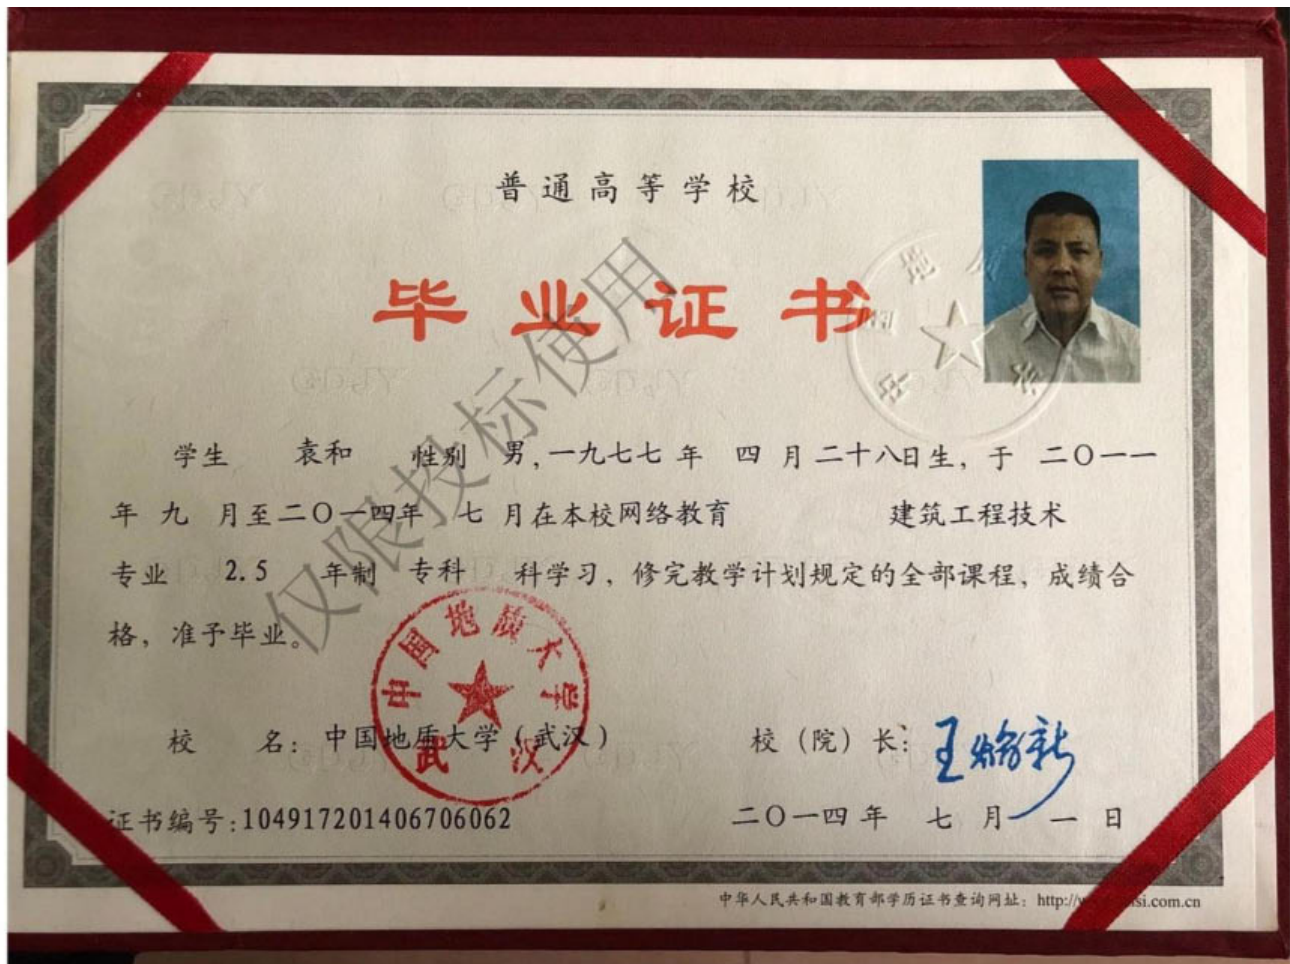 普通高等学校
毕业证书
学生 袁和 性别 男,一九七七年 四 月二十八日生, 于 二〇一一
年 九 月至二〇一四年 七 月在本校网络教育 建筑工程技术
专业 2.5 年制 专科 科学习, 修完教学计划规定的全部课程, 成绩合
格, 准予毕业。
仅限投标使用
中国地质大学
武汉
校 名: 中国地质大学(武汉)
校(院)长:
证书编号:104917201406706062
二〇一四年 七 月 一 日
中华人民共和国教育部学历证书查询网址: http://
si.com.cn